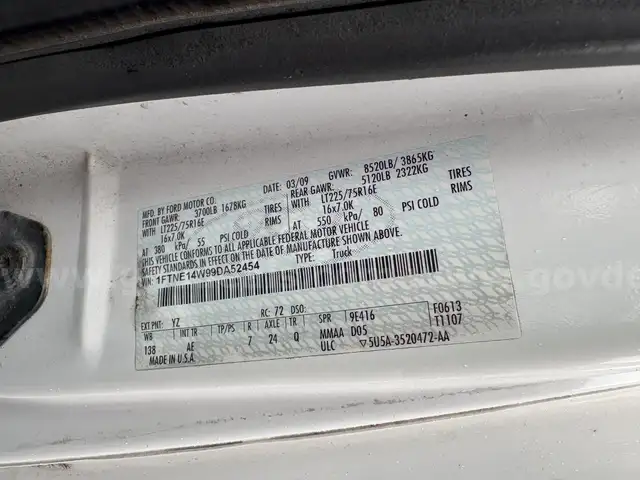 MFD. BY FORD MOTOR CO.
DATE: 03/09 GVWR: 8520LB/ 3865KG
FRONT GAWR: 3700LB 1678KG
REAR GAWR: 5120LB 2322KG
LT225/75R16E TIRES
LT225/75R16E TIRES
16x7.0K RIMS
16x7.0K RIMS
AT 380 kPa/ 55 PSI COLD
AT 550 kPa/ 80 PSI COLD
THIS VEHICLE CONFORMS TO ALL APPLICABLE FEDERAL MOTOR VEHICLE
SAFETY STANDARDS IN EFFECT ON THE DATE OF MANUFACTURE SHOWN ABOVE.
VIN: 1FTNE14W99DA52454
TYPE: Truck
EXT PNT: YZ RC: 72 DSO: F0613
WB INT TR TP/PS R AXLE TR SPR 9E416 T1107
138 AE 7 24 Q MMAA DOS
MADE IN U.S.A. ULC ▽5U5A-3520472-AA